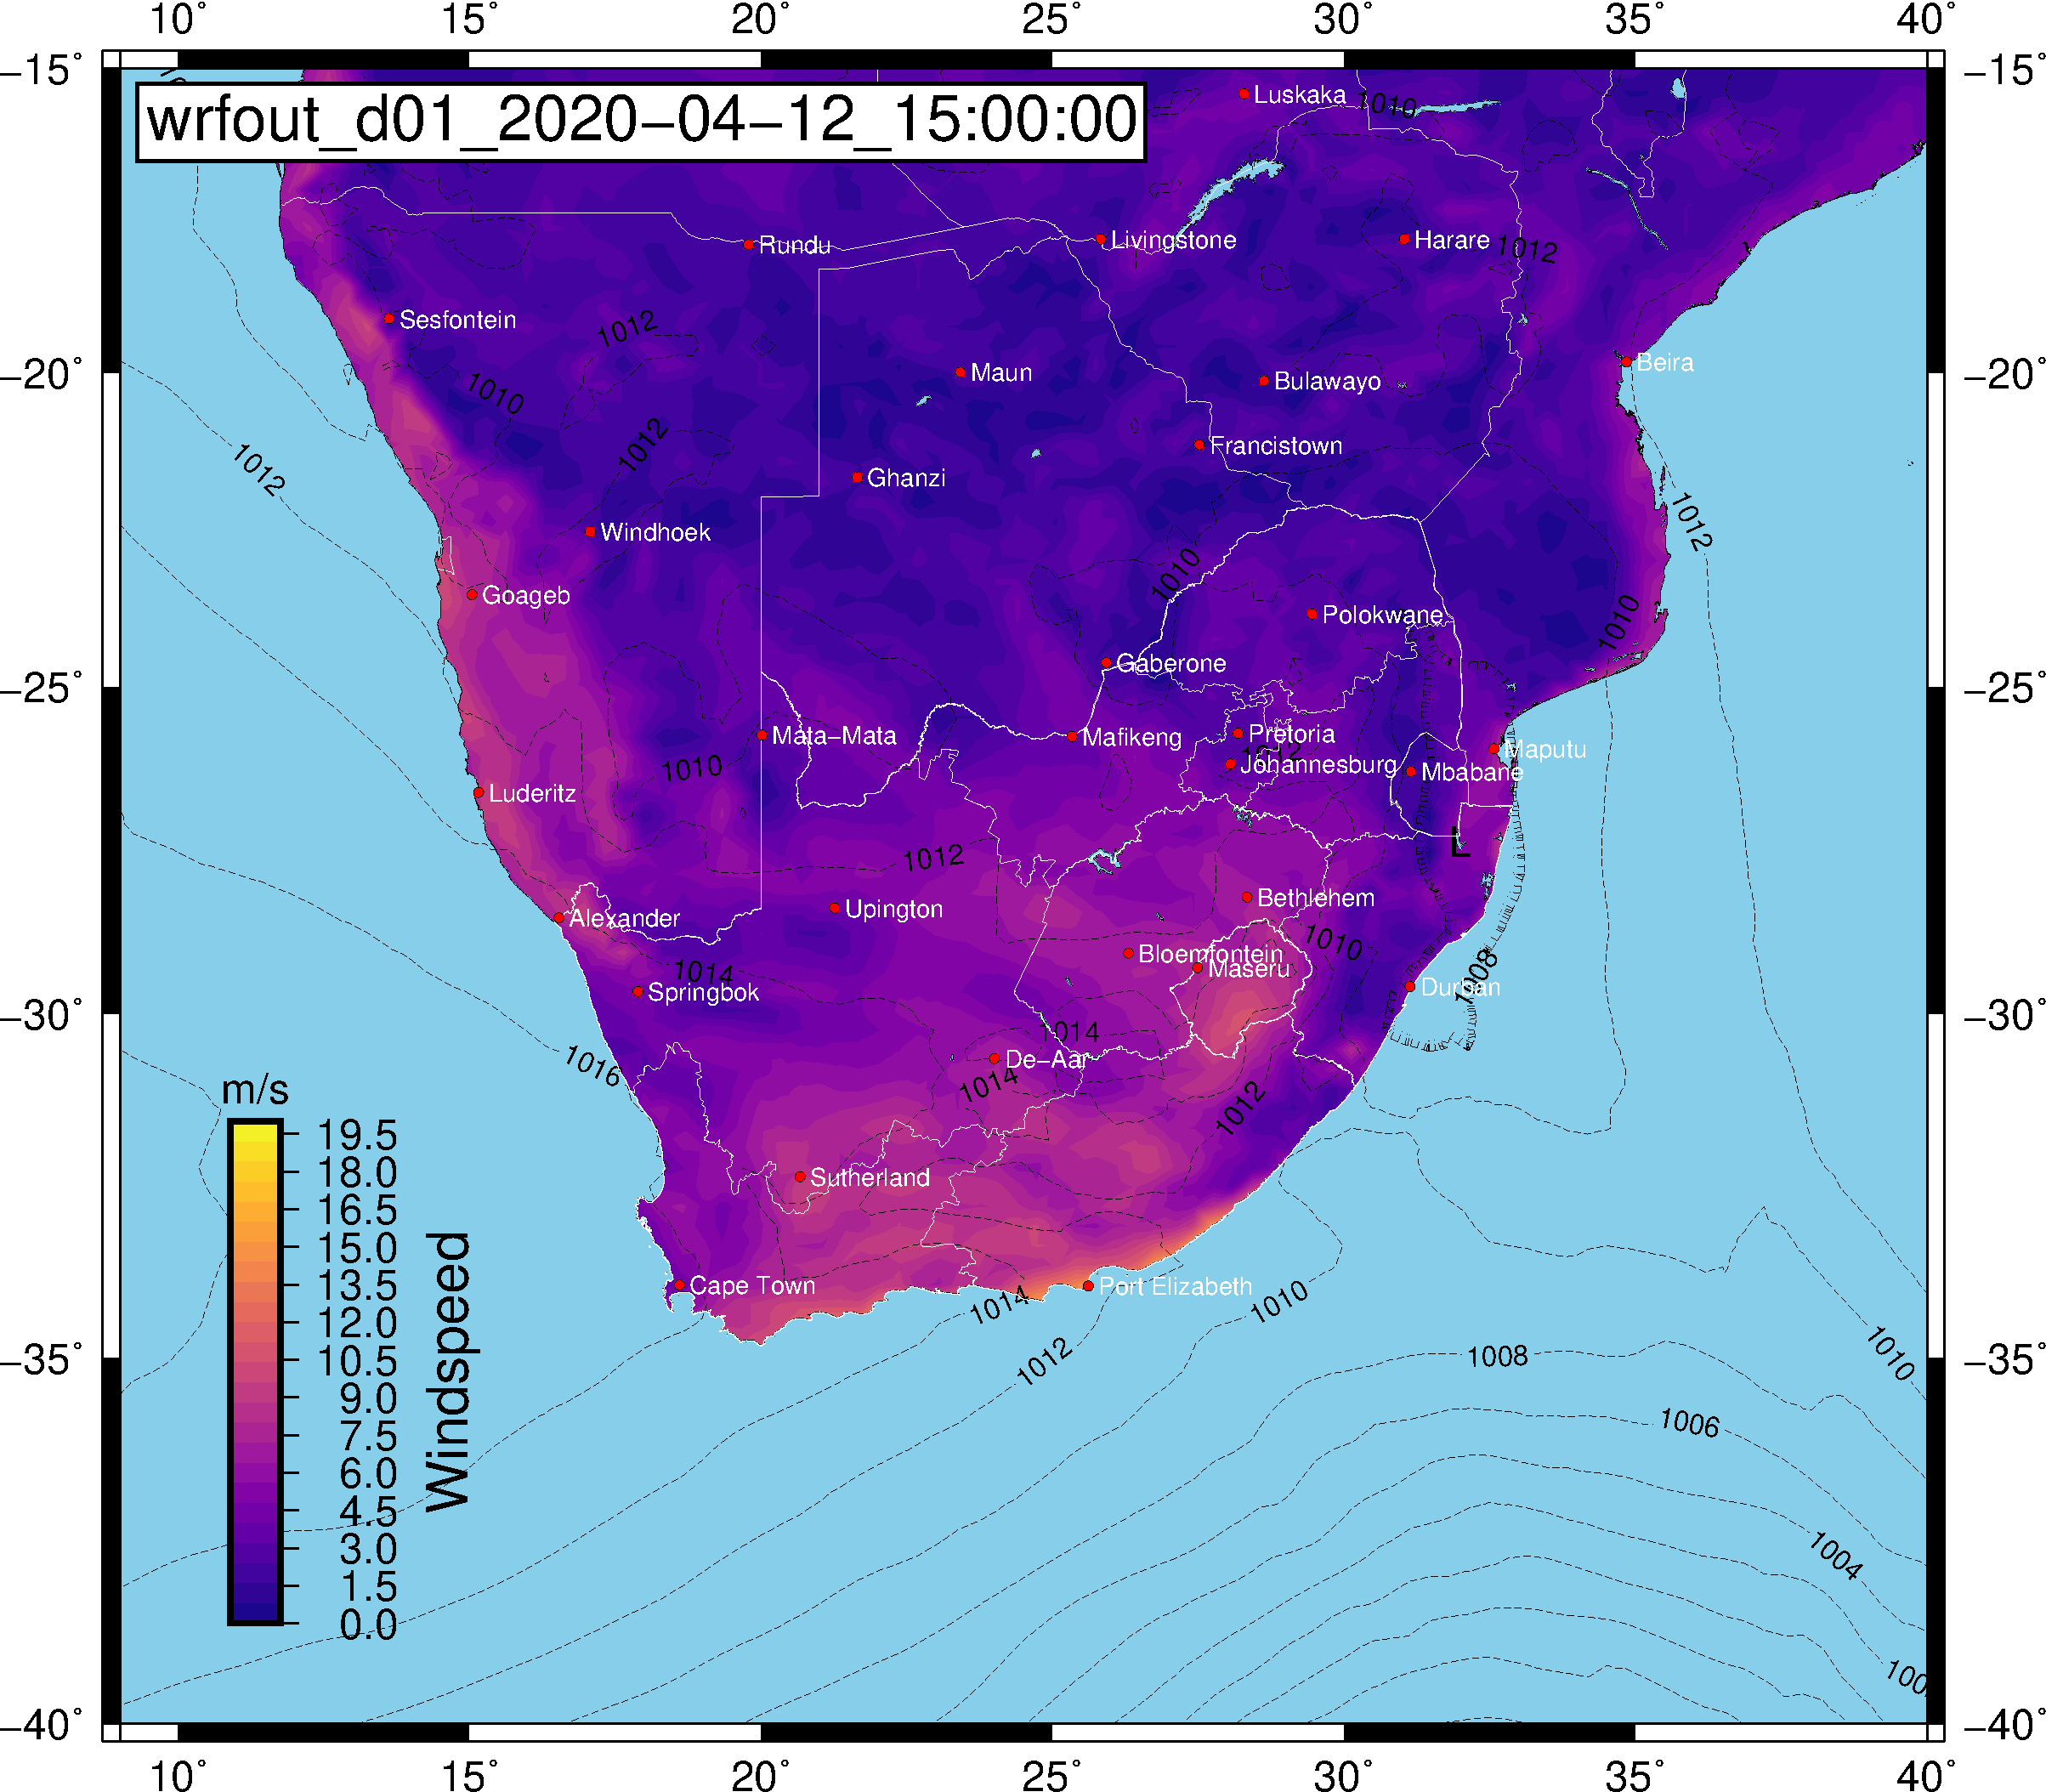 10° 15° 20° 25° 30° 35° 40°
−15° −15°
wrfout_d01_2020−04−12_15:00:00
Luskaka
1010
Rundu
Livingstone
Harare
1012
Sesfontein
1012
Beira
−20° −20°
Maun
Bulawayo
1010
1012
Francistown
1012
Ghanzi
1012
Windhoek
1010
Goageb
Polokwane
1010
Gaberone
−25° −25°
Mata−Mata
Mafikeng
Pretoria
1012
Johannesburg
Maputu
Mbabane
1010
Luderitz
L
1012
Bethlehem
Upington
Alexander
1010
Bloemfontein
Maseru
1014
Springbok
Durban
1008
−30° −30°
1014
De−Aar
1014
1016
1012
m/s
19.5
18.0
16.5
15.0
13.5
12.0
10.5
9.0
7.5
6.0
4.5
3.0
1.5
0.0
Windspeed
Sutherland
Cape Town
Port Elizabeth
1014
1010
1012
1008
1010
−35° −35°
1006
1004
−40° −40°
10° 15° 20° 25° 30° 35° 40°